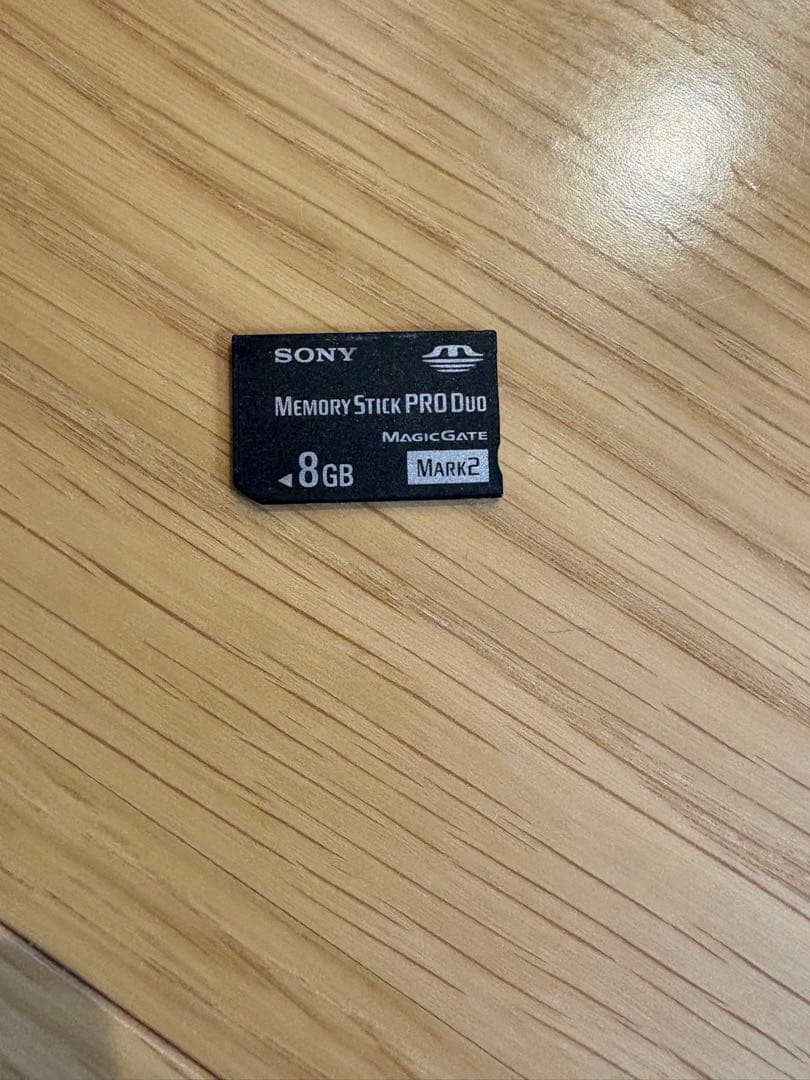 SONY
MEMORY STICK PRO DUO
MAGICGATE
◄8GB
MARK2